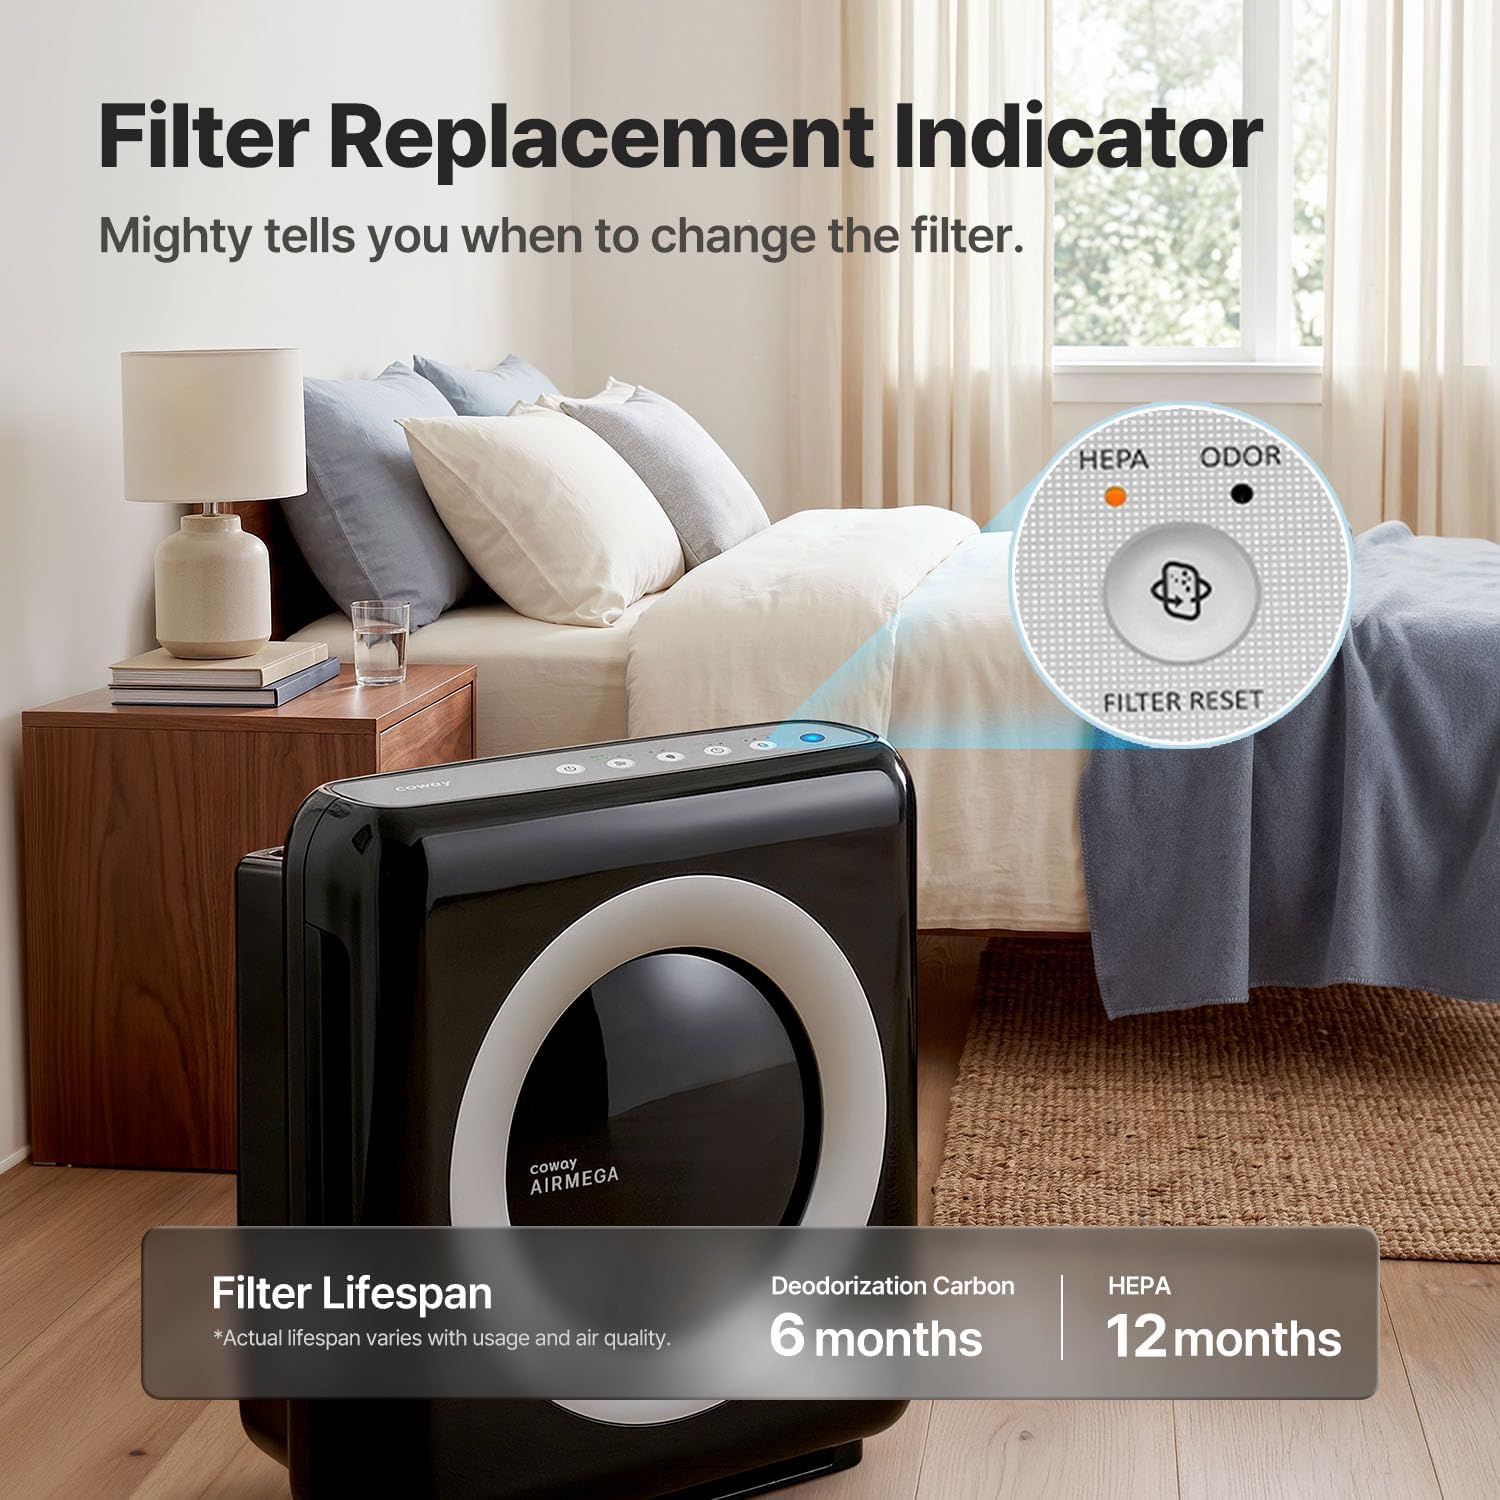 Filter Replacement Indicator
Mighty tells you when to change the filter.
HEPA ODOR
FILTER RESET
coway
coway
AIRMEGA
Filter Lifespan
*Actual lifespan varies with usage and air quality.
Deodorization Carbon
6 months
HEPA
12 months